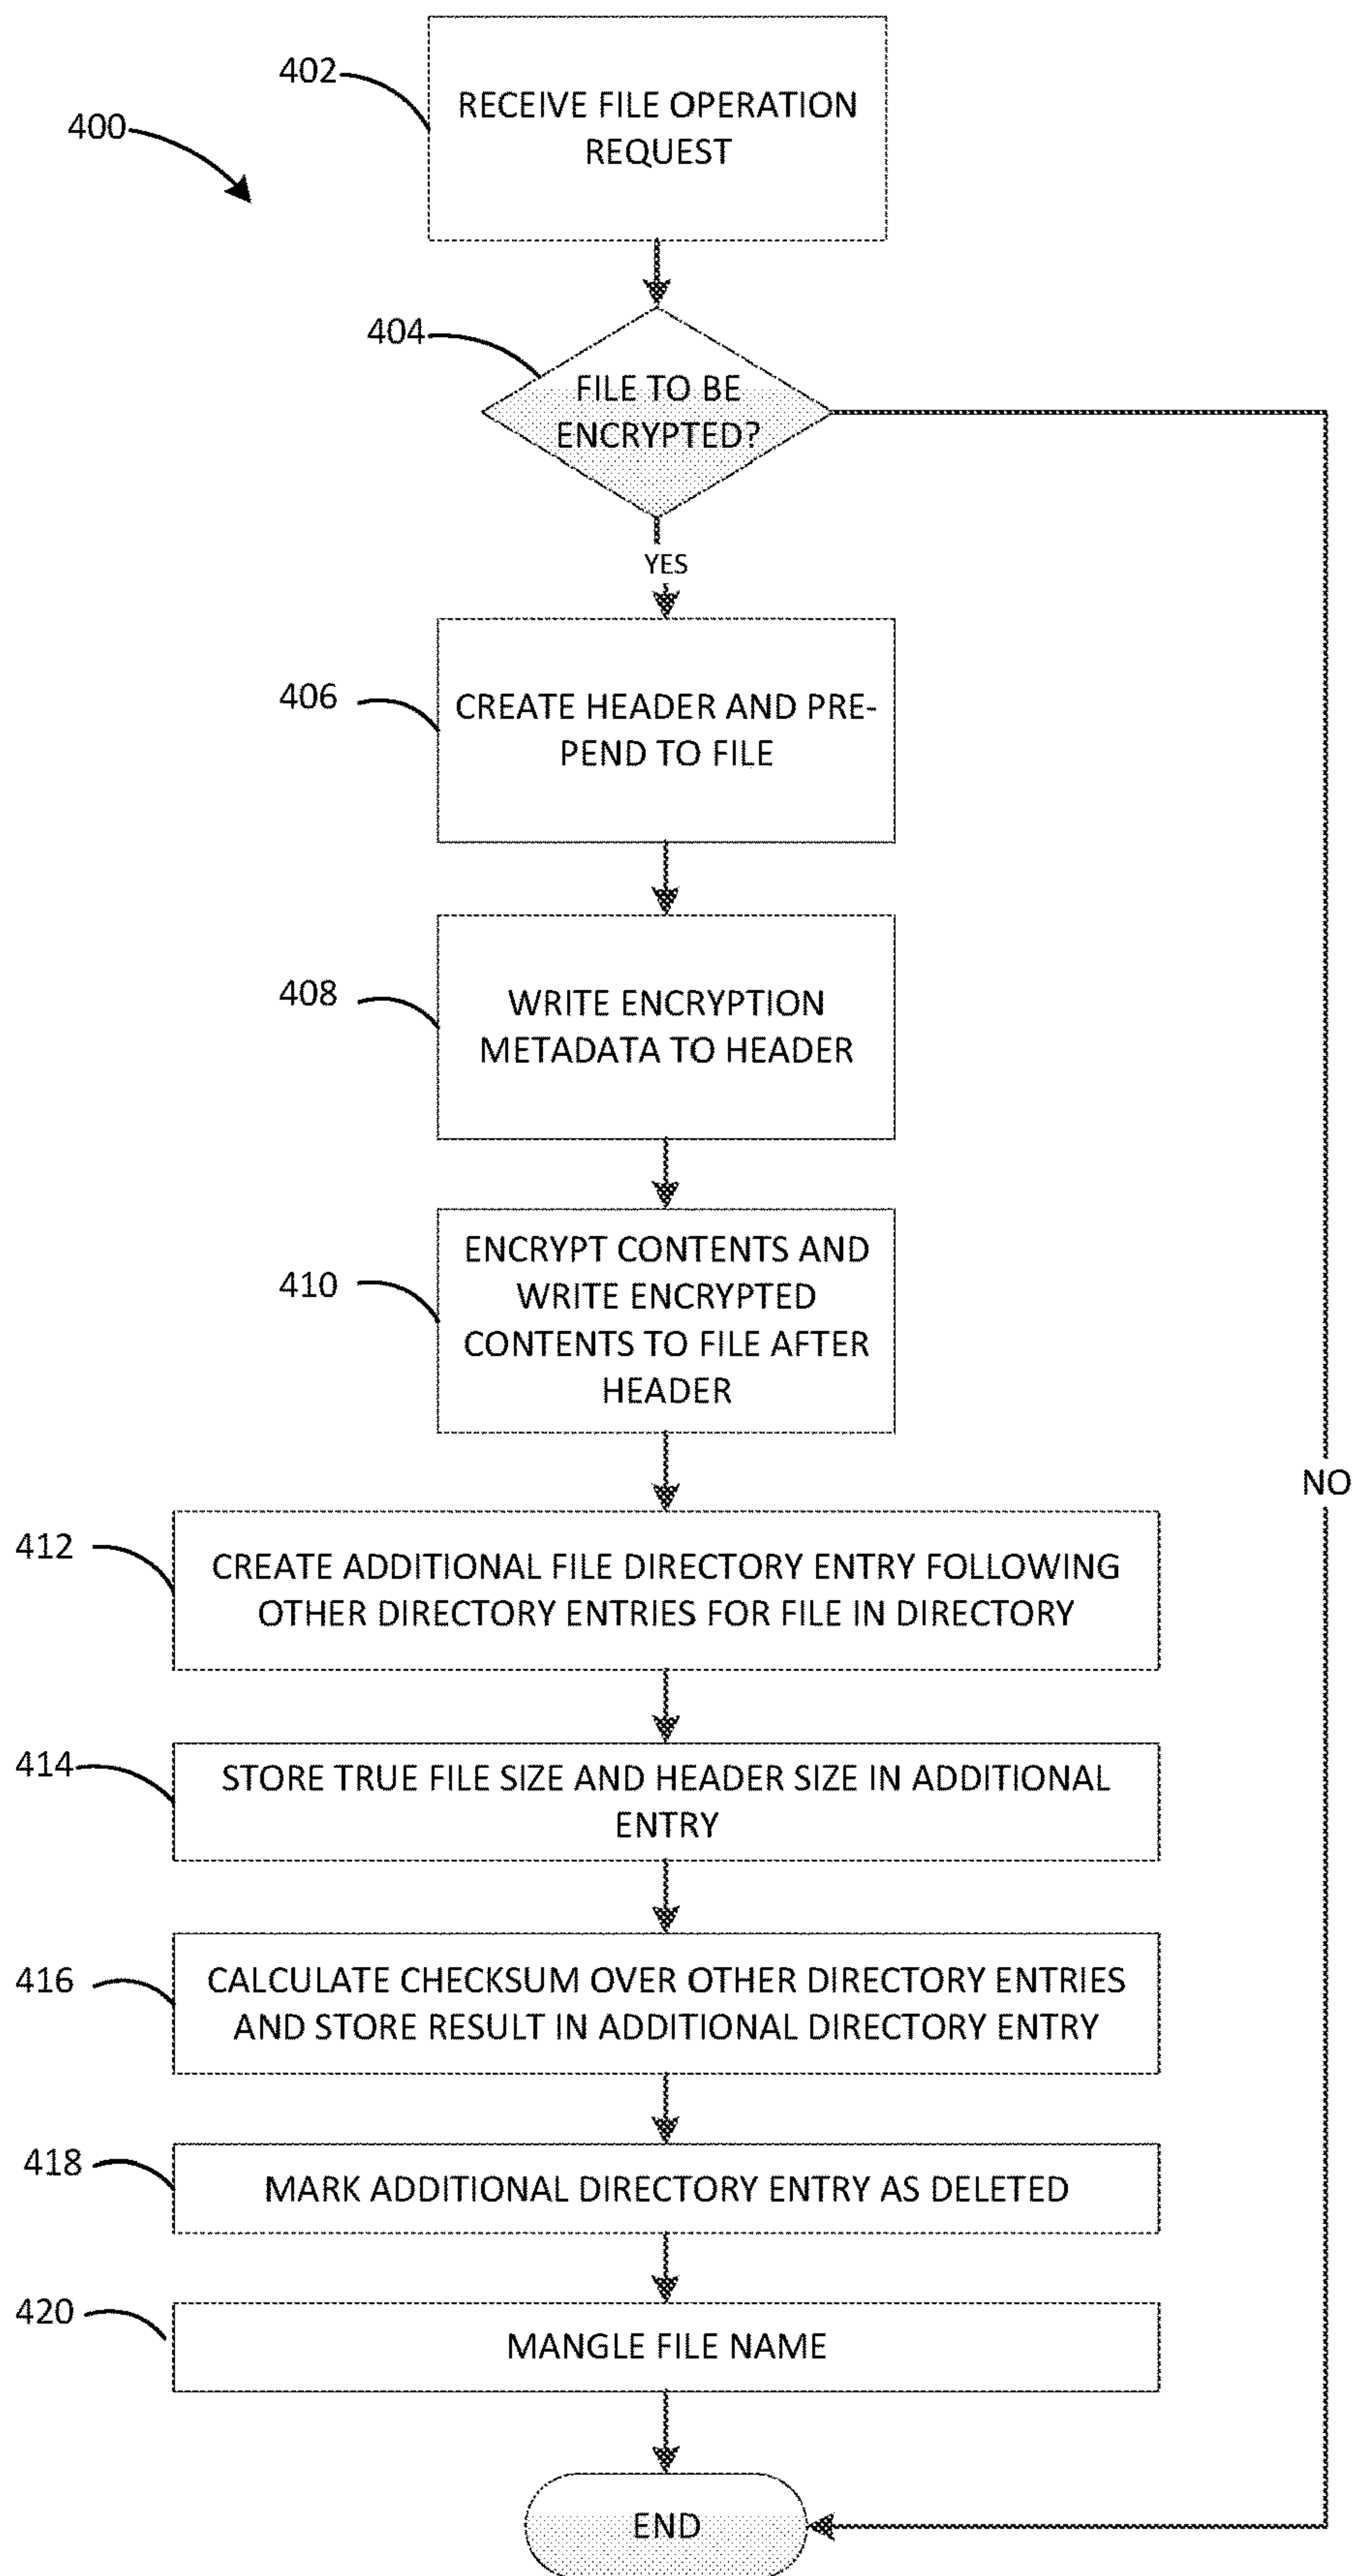 402
RECEIVE FILE OPERATION
REQUEST
400
404
FILE TO BE
ENCRYPTED?
YES
406
CREATE HEADER AND PRE-
PEND TO FILE
408
WRITE ENCRYPTION
METADATA TO HEADER
410
ENCRYPT CONTENTS AND
WRITE ENCRYPTED
CONTENTS TO FILE AFTER
HEADER
NO
412
CREATE ADDITIONAL FILE DIRECTORY ENTRY FOLLOWING
OTHER DIRECTORY ENTRIES FOR FILE IN DIRECTORY
414
STORE TRUE FILE SIZE AND HEADER SIZE IN ADDITIONAL
ENTRY
416
CALCULATE CHECKSUM OVER OTHER DIRECTORY ENTRIES
AND STORE RESULT IN ADDITIONAL DIRECTORY ENTRY
418
MARK ADDITIONAL DIRECTORY ENTRY AS DELETED
420
MANGLE FILE NAME
END